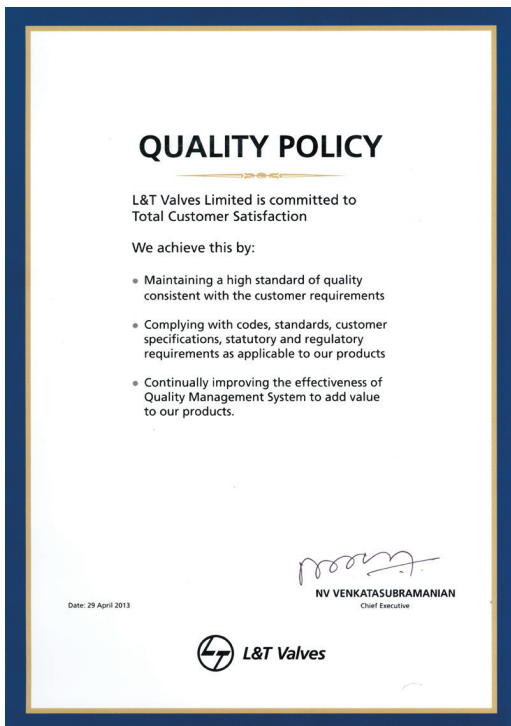 QUALITY POLICY
L&T Valves Limited is committed to
Total Customer Satisfaction
We achieve this by:
• Maintaining a high standard of quality
consistent with the customer requirements
• Complying with codes, standards, customer
specifications, statutory and regulatory
requirements as applicable to our products
• Continually improving the effectiveness of
Quality Management System to add value
to our products.
NV VENKATASUBRAMANIAN
Chief Executive
Date: 29 April 2013
L&T Valves